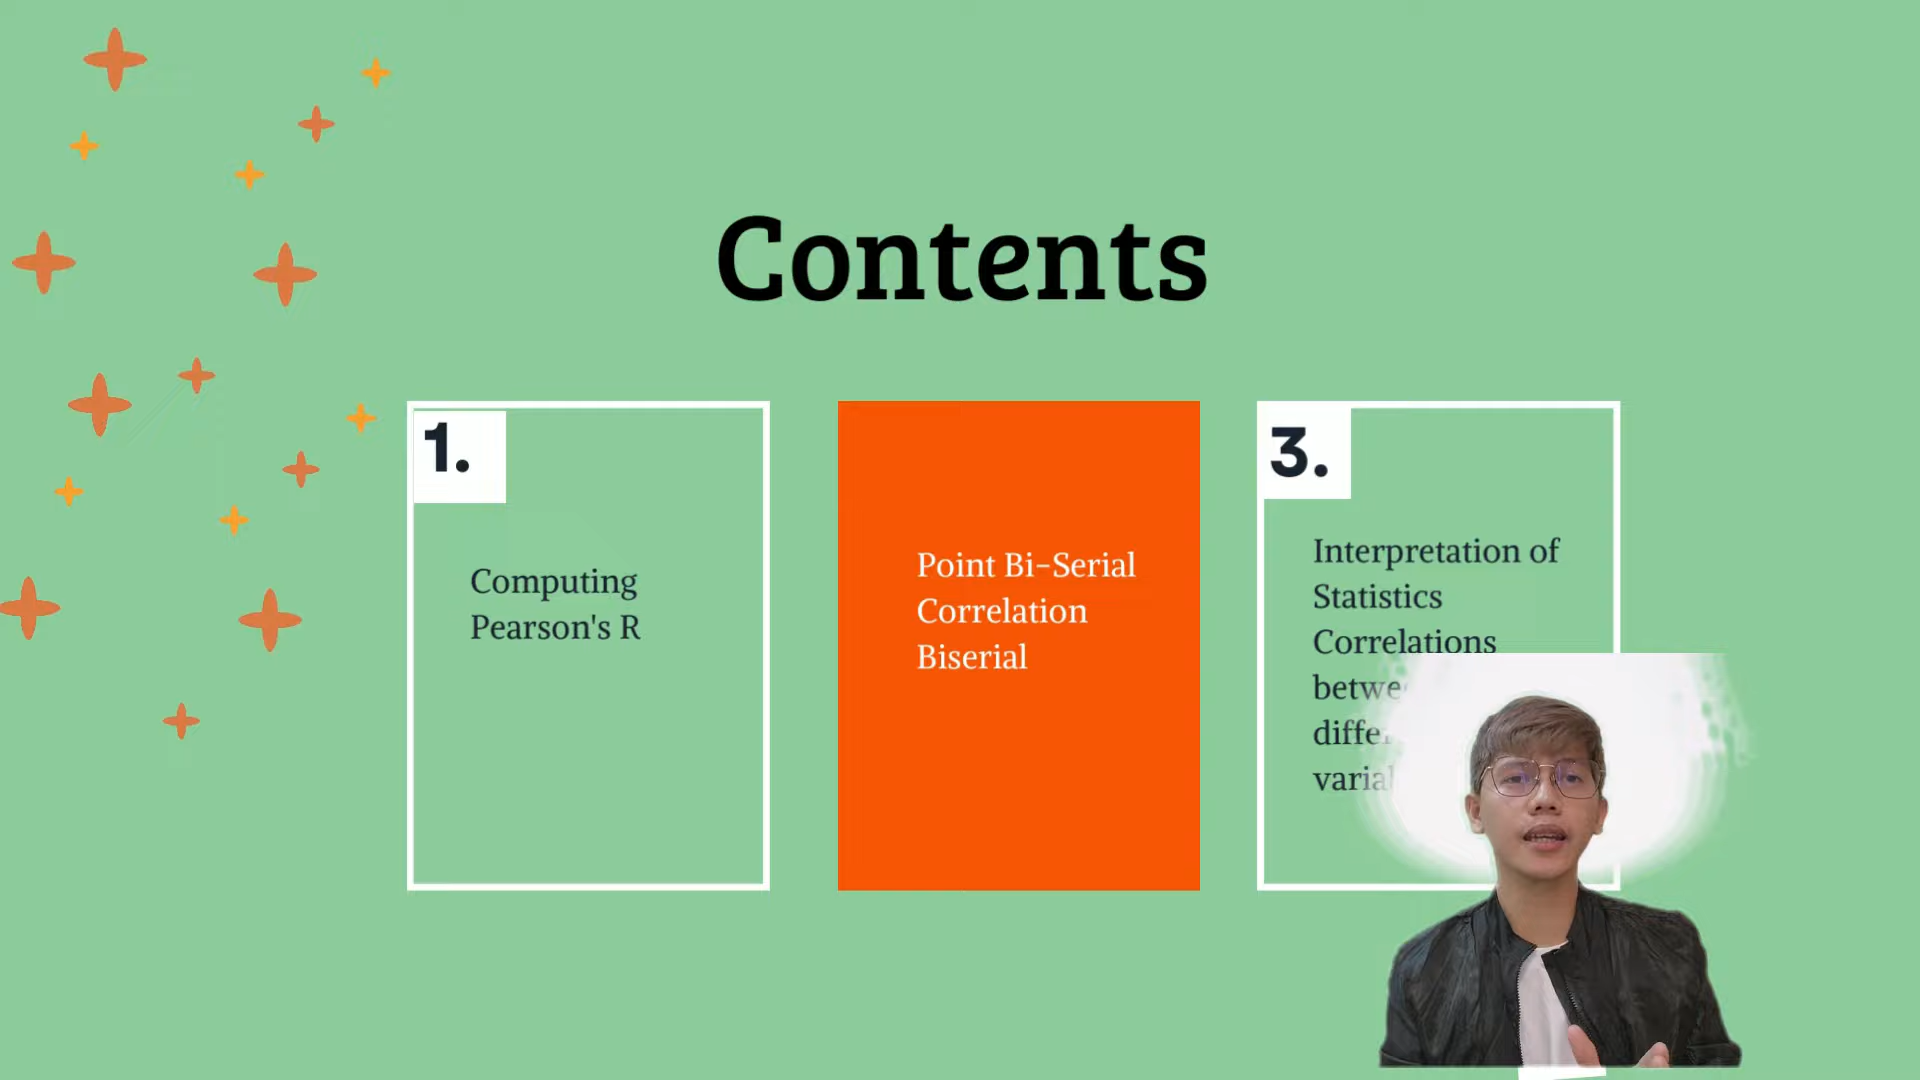 Contents
1.
Computing
Pearson's R
Point Bi-Serial
Correlation
Biserial
3.
Interpretation of
Statistics
Correlations